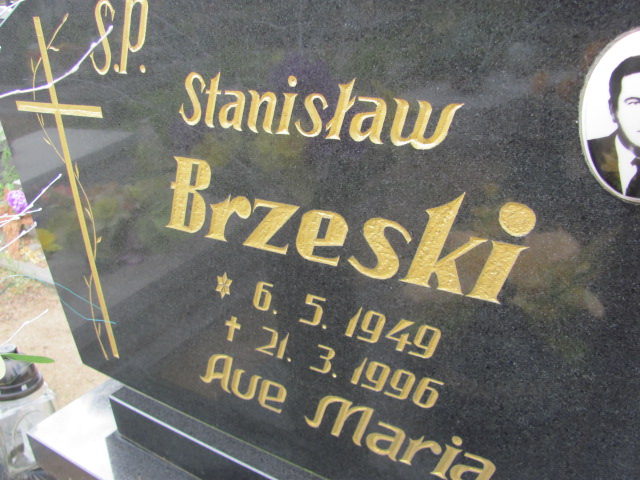 Ś.P.
Stanisław
Brzeski
* 6. 5. 1949
† 21. 3. 1996
Ave Maria